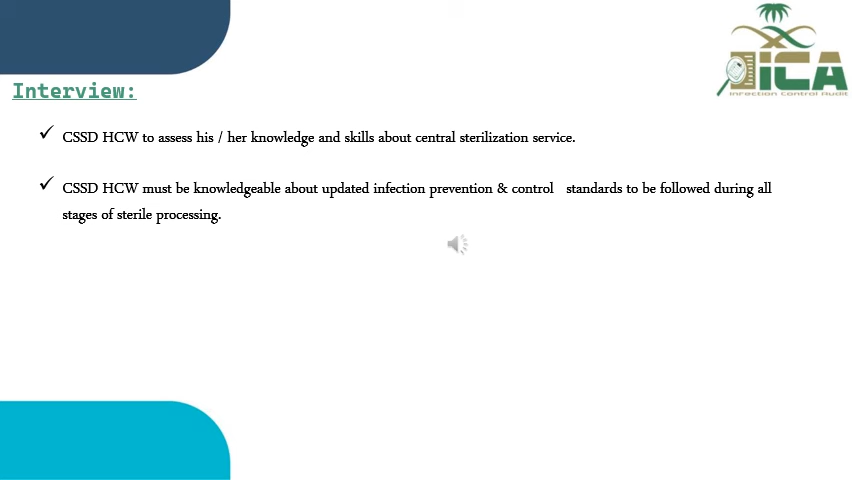 ICA
Infection Control Audit
Interview:
✓ CSSD HCW to assess his / her knowledge and skills about central sterilization service.
✓ CSSD HCW must be knowledgeable about updated infection prevention & control standards to be followed during all
stages of sterile processing.